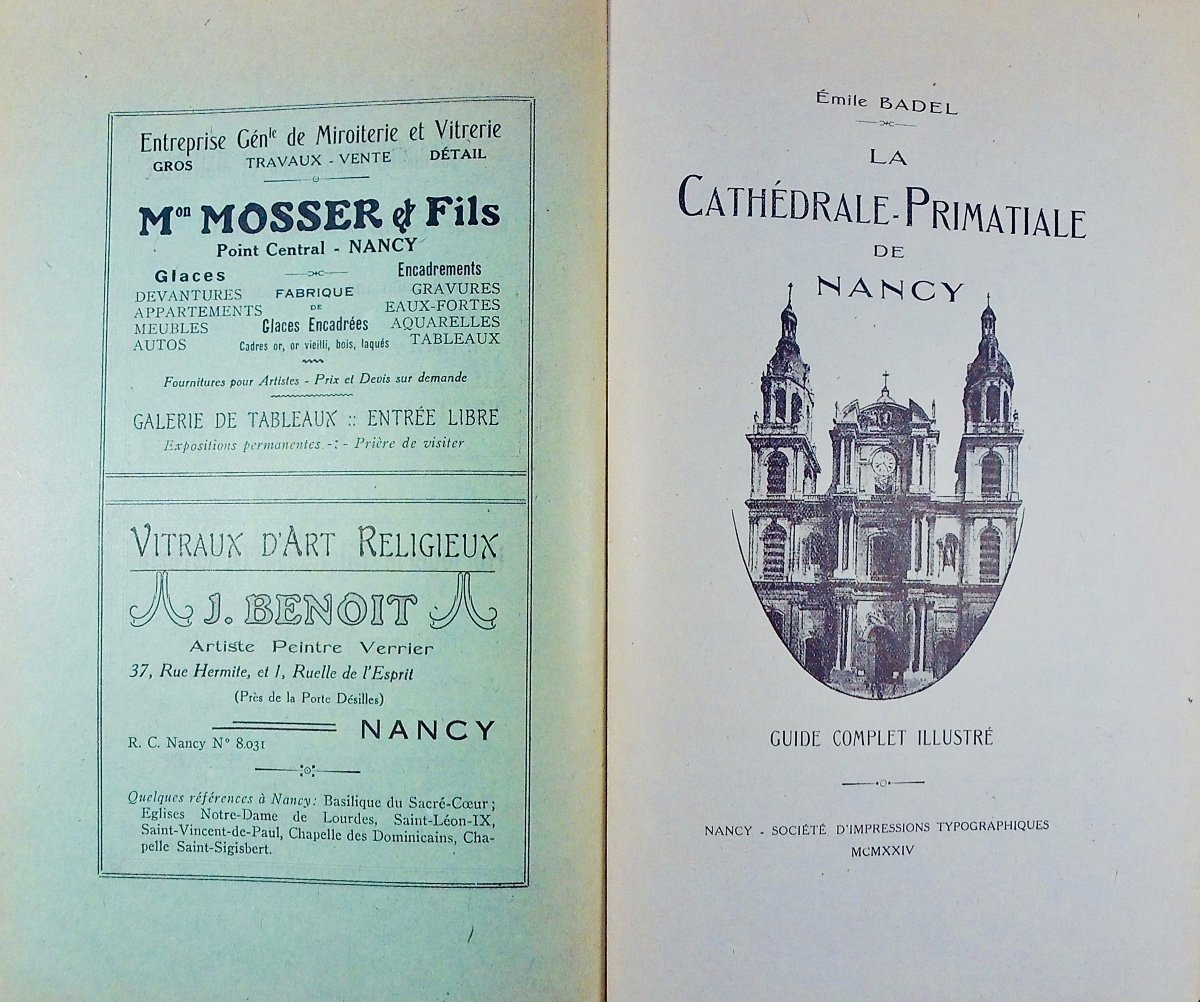 Entreprise Génle de Miroiterie et Vitrerie
GROS TRAVAUX - VENTE DÉTAIL
Mon MOSSER et Fils
Point Central - NANCY
Glaces
DEVANTURES
APPARTEMENTS
MEUBLES
AUTOS
FABRIQUE
DE
Glaces Encadrées
Cadres or, or vieilli, bois, laqués
Encadrements
GRAVURES
EAUX-FORTES
AQUARELLES
TABLEAUX
Fournitures pour Artistes - Prix et Devis sur demande
GALERIE DE TABLEAUX :: ENTRÉE LIBRE
Expositions permanentes. -:- Prière de visiter
VITRAUX D'ART RELIGIEUX
J. BENOIT
Artiste Peintre Verrier
37, Rue Hermite, et 1, Ruelle de l'Esprit
(Près de la Porte Désilles)
NANCY
R. C. Nancy N° 8.031
Quelques références à Nancy: Basilique du Sacré-Cœur;
Eglises Notre-Dame de Lourdes, Saint-Léon-IX,
Saint-Vincent-de-Paul, Chapelle des Dominicains, Cha-
pelle Saint-Sigisbert.
Émile BADEL
LA
CATHÉDRALE-PRIMATIALE
DE
NANCY
GUIDE COMPLET ILLUSTRÉ
NANCY - SOCIÉTÉ D'IMPRESSIONS TYPOGRAPHIQUES
MCMXXIV